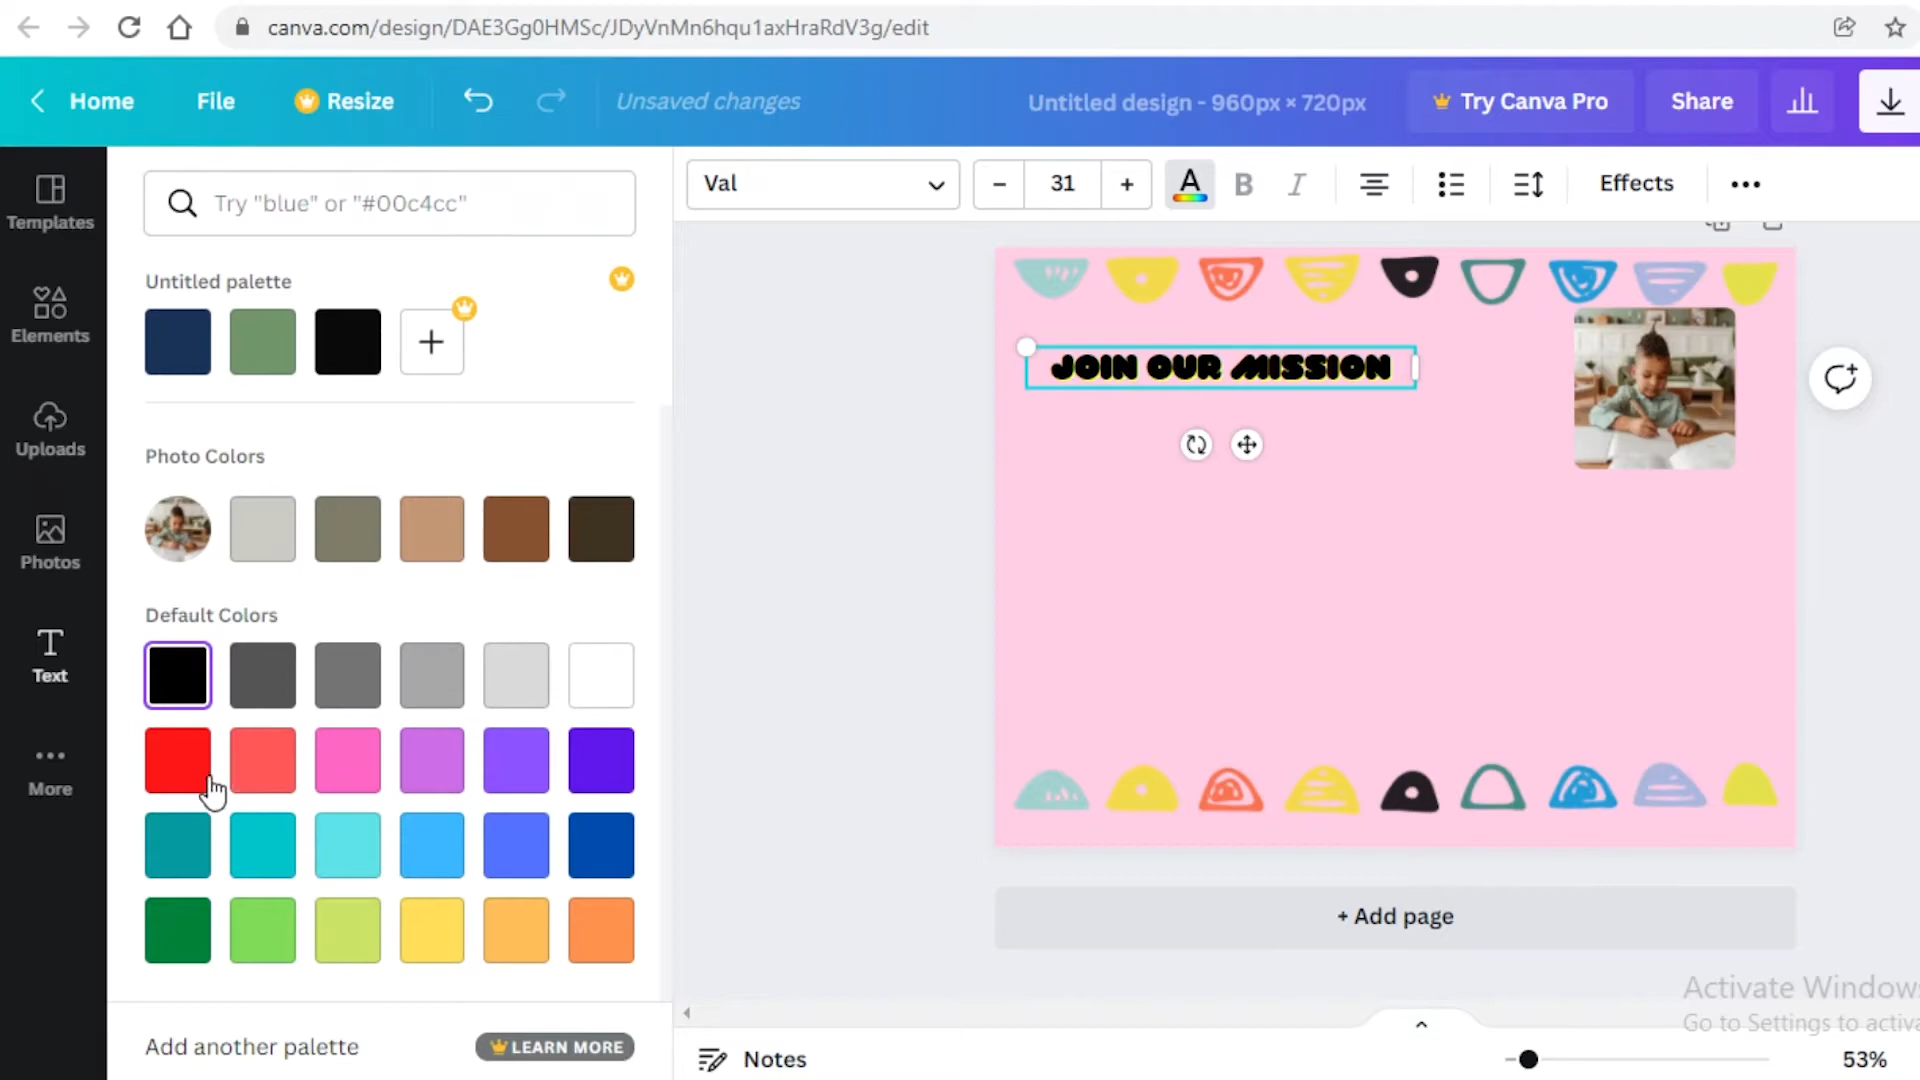 canva.com/design/DAE3Gg0HMSc/JDyVnMn6hqu1axHraRdV3g/edit
Home
File
Resize
Unsaved changes
Untitled design - 960px × 720px
Try Canva Pro
Share
Templates
Elements
Uploads
Photos
Text
More
Try "blue" or "#00c4cc"
Untitled palette
Photo Colors
Default Colors
Add another palette
LEARN MORE
Val
31
A
B
I
Effects
JOIN OUR MISSION
+ Add page
Activate Windows
Go to Settings to activa
Notes
53%